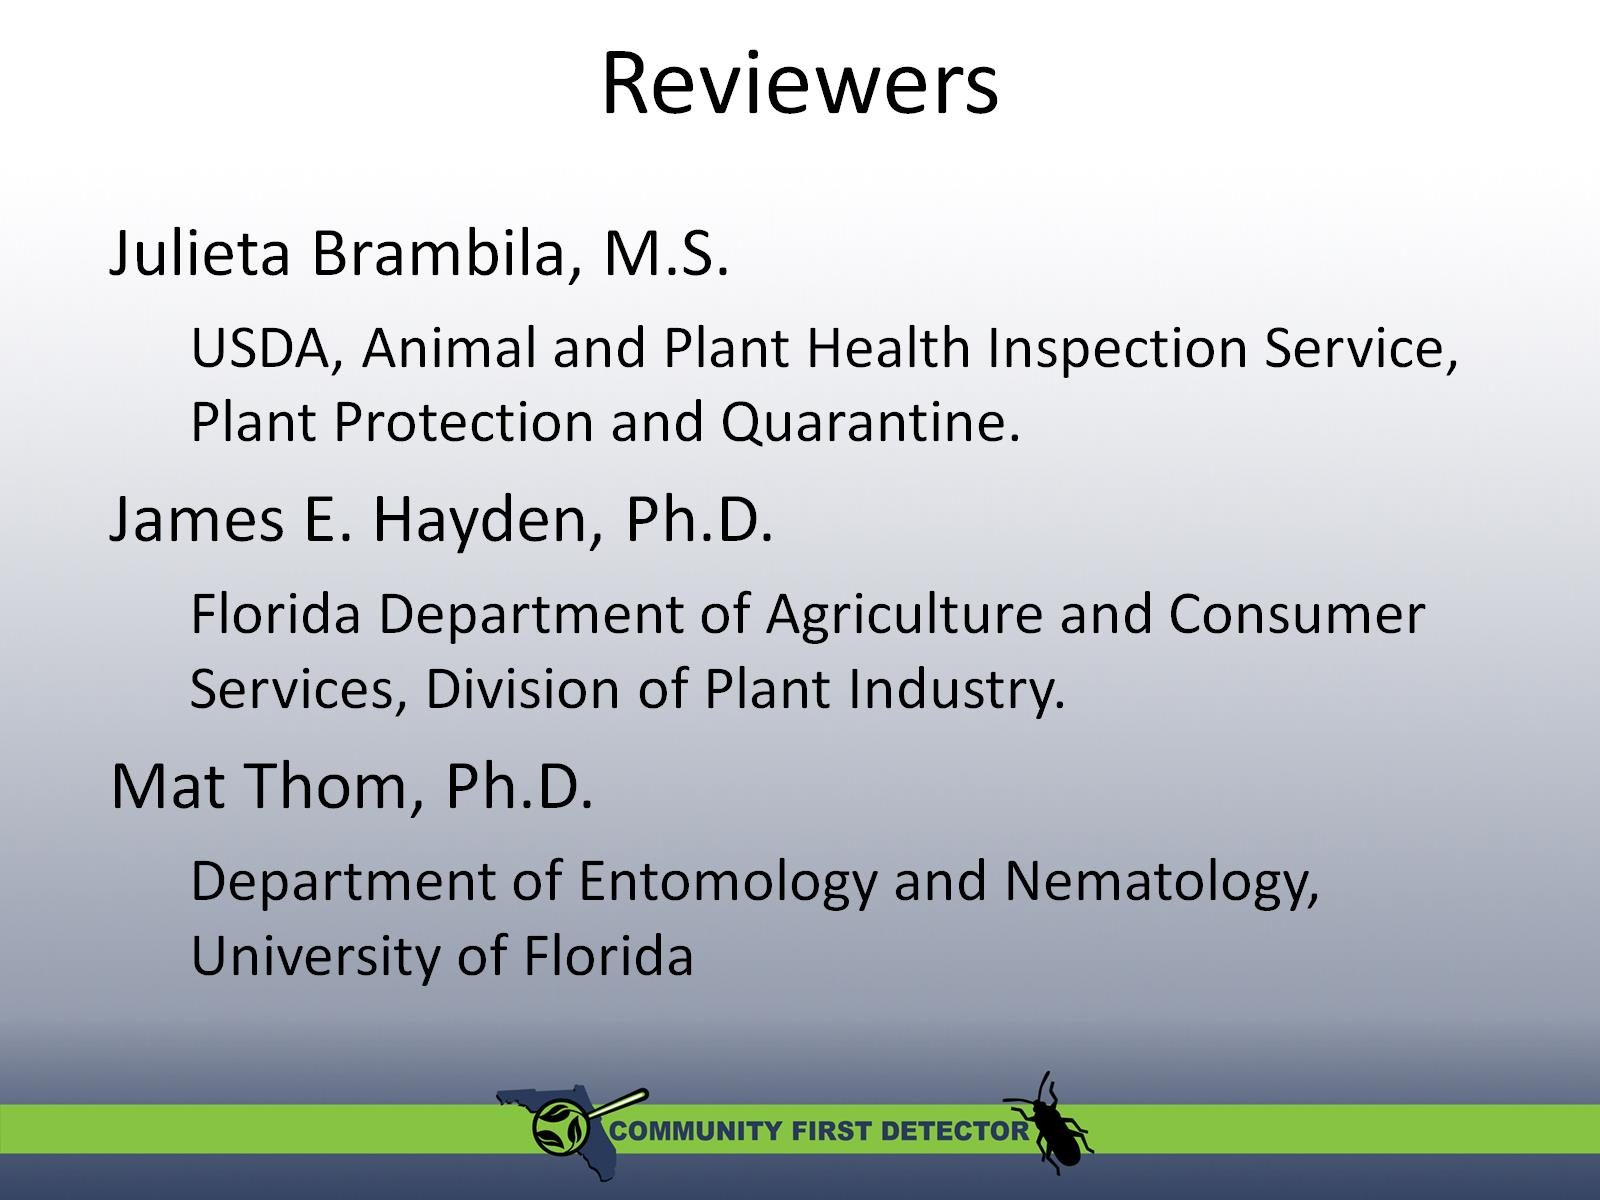 Reviewers
Julieta Brambila, M.S.
USDA, Animal and Plant Health Inspection Service,
Plant Protection and Quarantine.
James E. Hayden, Ph.D.
Florida Department of Agriculture and Consumer
Services, Division of Plant Industry.
Mat Thom, Ph.D.
Department of Entomology and Nematology,
University of Florida
COMMUNITY FIRST DETECTOR